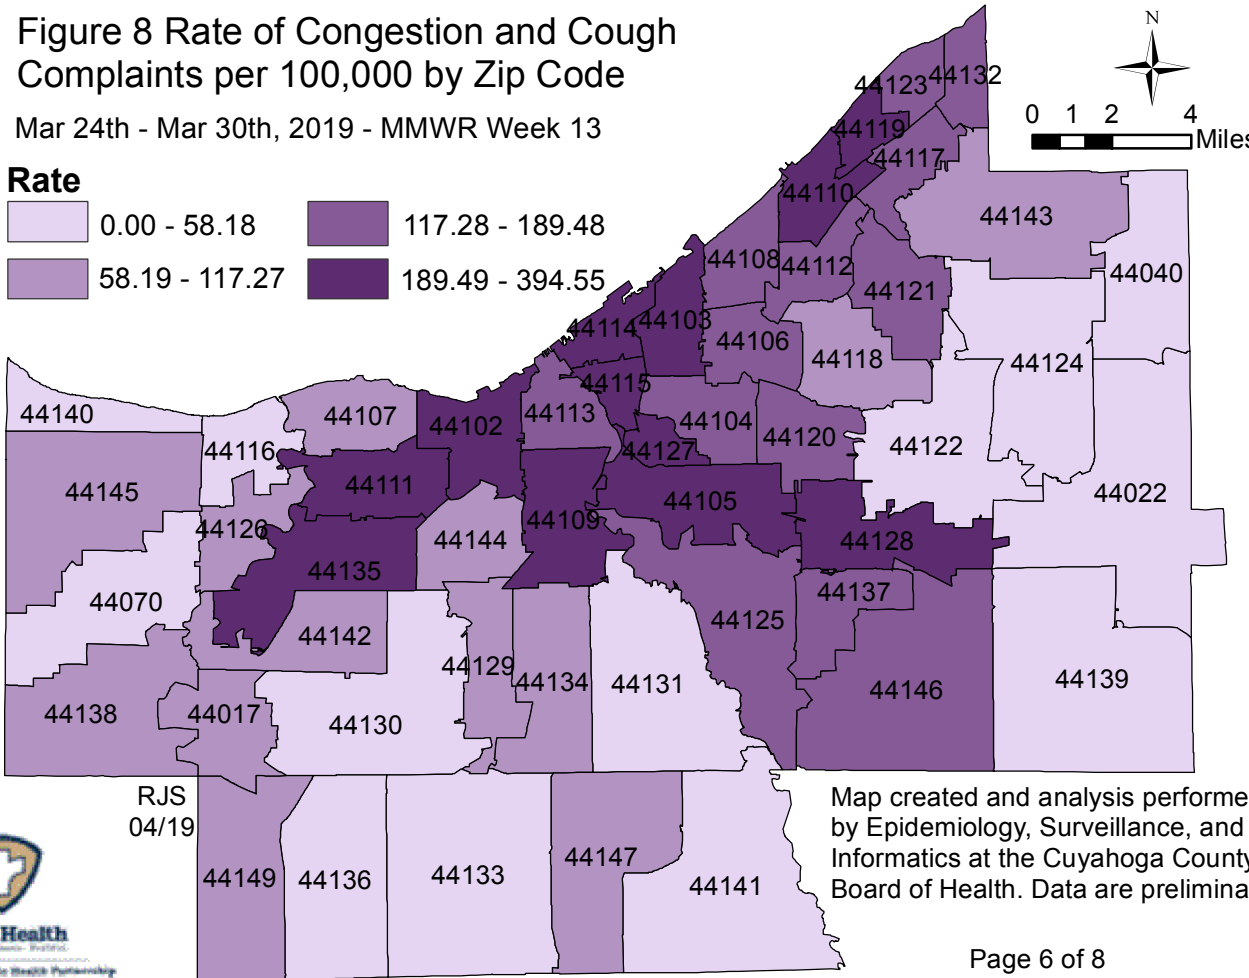 Figure 8 Rate of Congestion and Cough
Complaints per 100,000 by Zip Code
Mar 24th - Mar 30th, 2019 - MMWR Week 13
N
0 1 2 4
Miles
Rate
0.00 - 58.18
117.28 - 189.48
58.19 - 117.27
189.49 - 394.55
44132
44123
44119
44117
44110
44143
44108
44112
44040
44121
44114
44103
44106
44118
44124
44115
44140
44107
44102
44113
44104
44120
44116
44127
44122
44145
44111
44105
44022
44126
44109
44144
44128
44135
44070
44137
44142
44125
44129
44134
44131
44146
44139
44138
44017
44130
RJS
04/19
44149
44136
44133
44147
44141
Map created and analysis performe
by Epidemiology, Surveillance, and
Informatics at the Cuyahoga County
Board of Health. Data are prelimina
Health
Page 6 of 8